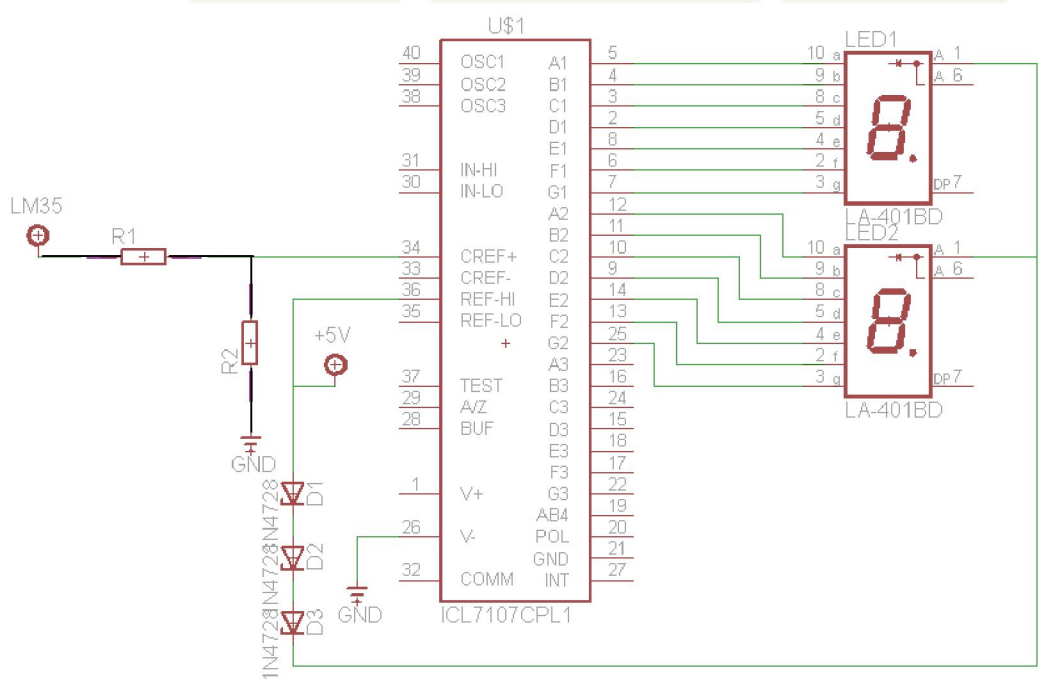 U$1
40 OSC1
39 OSC2
38 OSC3
31 IN-HI
30 IN-LO
34 CREF+
33 CREF-
36 REF-HI
35 REF-LO
37 TEST
29 A/Z
28 BUF
1 V+
26 V-
32 COMM
A1 5
B1 4
C1 3
D1 2
E1 8
F1 6
G1 7
A2 12
B2 11
C2 10
D2 9
E2 14
F2 13
G2 25
A3 23
B3 16
C3 24
D3 15
E3 18
F3 17
G3 22
AB4 19
POL 20
GND 21
INT 27
ICL7107CPL1
LM35
R1
R2
GND
+5V
1N4728 D1
1N4728 D2
1N4728 D3
GND
LED1
10 a A 1
9 b A 6
8 c
5 d
4 e
2 f
3 g DP 7
8.
LA-401BD
LED2
10 a A 1
9 b A 6
8 c
5 d
4 e
2 f
3 g DP 7
8.
LA-401BD